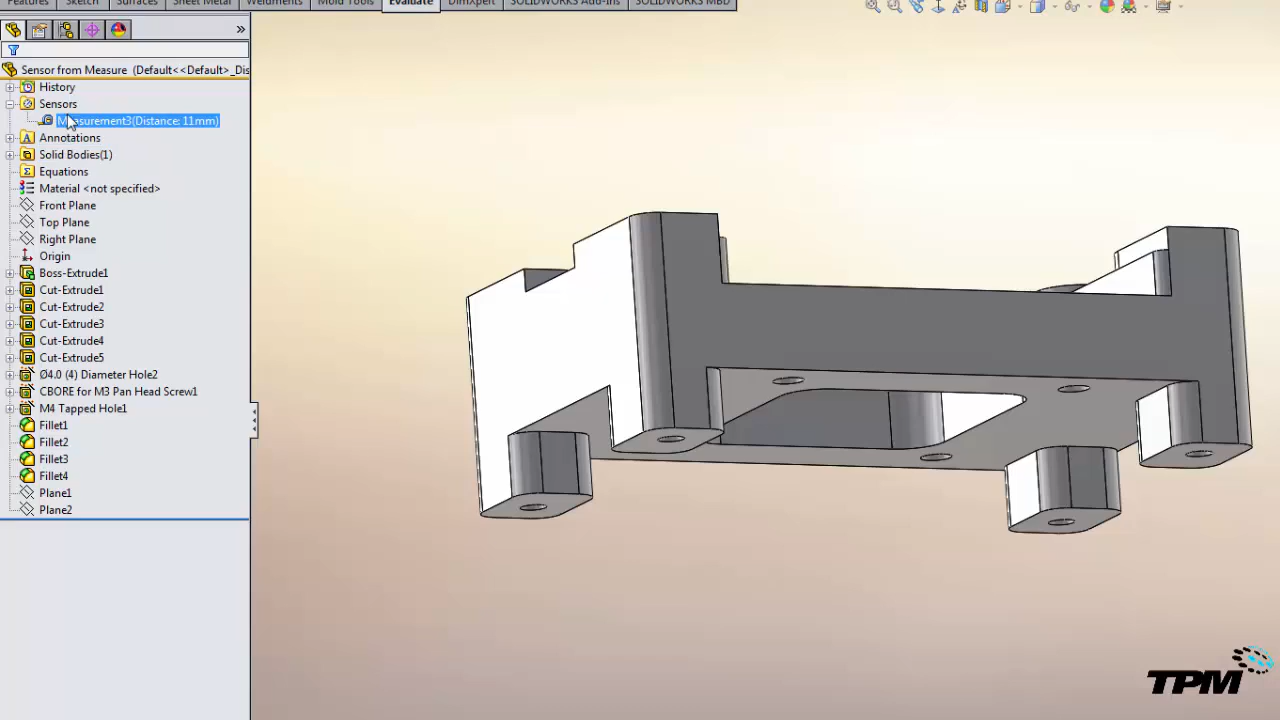 Features Sketch Surfaces Sheet Metal Weldments Mold Tools Evaluate DimXpert SOLIDWORKS Add-Ins SOLIDWORKS MBD
Sensor from Measure (Default<<Default>_Dis
History
Sensors
Measurement3(Distance: 11mm)
Annotations
Solid Bodies(1)
Equations
Material <not specified>
Front Plane
Top Plane
Right Plane
Origin
Boss-Extrude1
Cut-Extrude1
Cut-Extrude2
Cut-Extrude3
Cut-Extrude4
Cut-Extrude5
Ø4.0 (4) Diameter Hole2
CBORE for M3 Pan Head Screw1
M4 Tapped Hole1
Fillet1
Fillet2
Fillet3
Fillet4
Plane1
Plane2
TPM